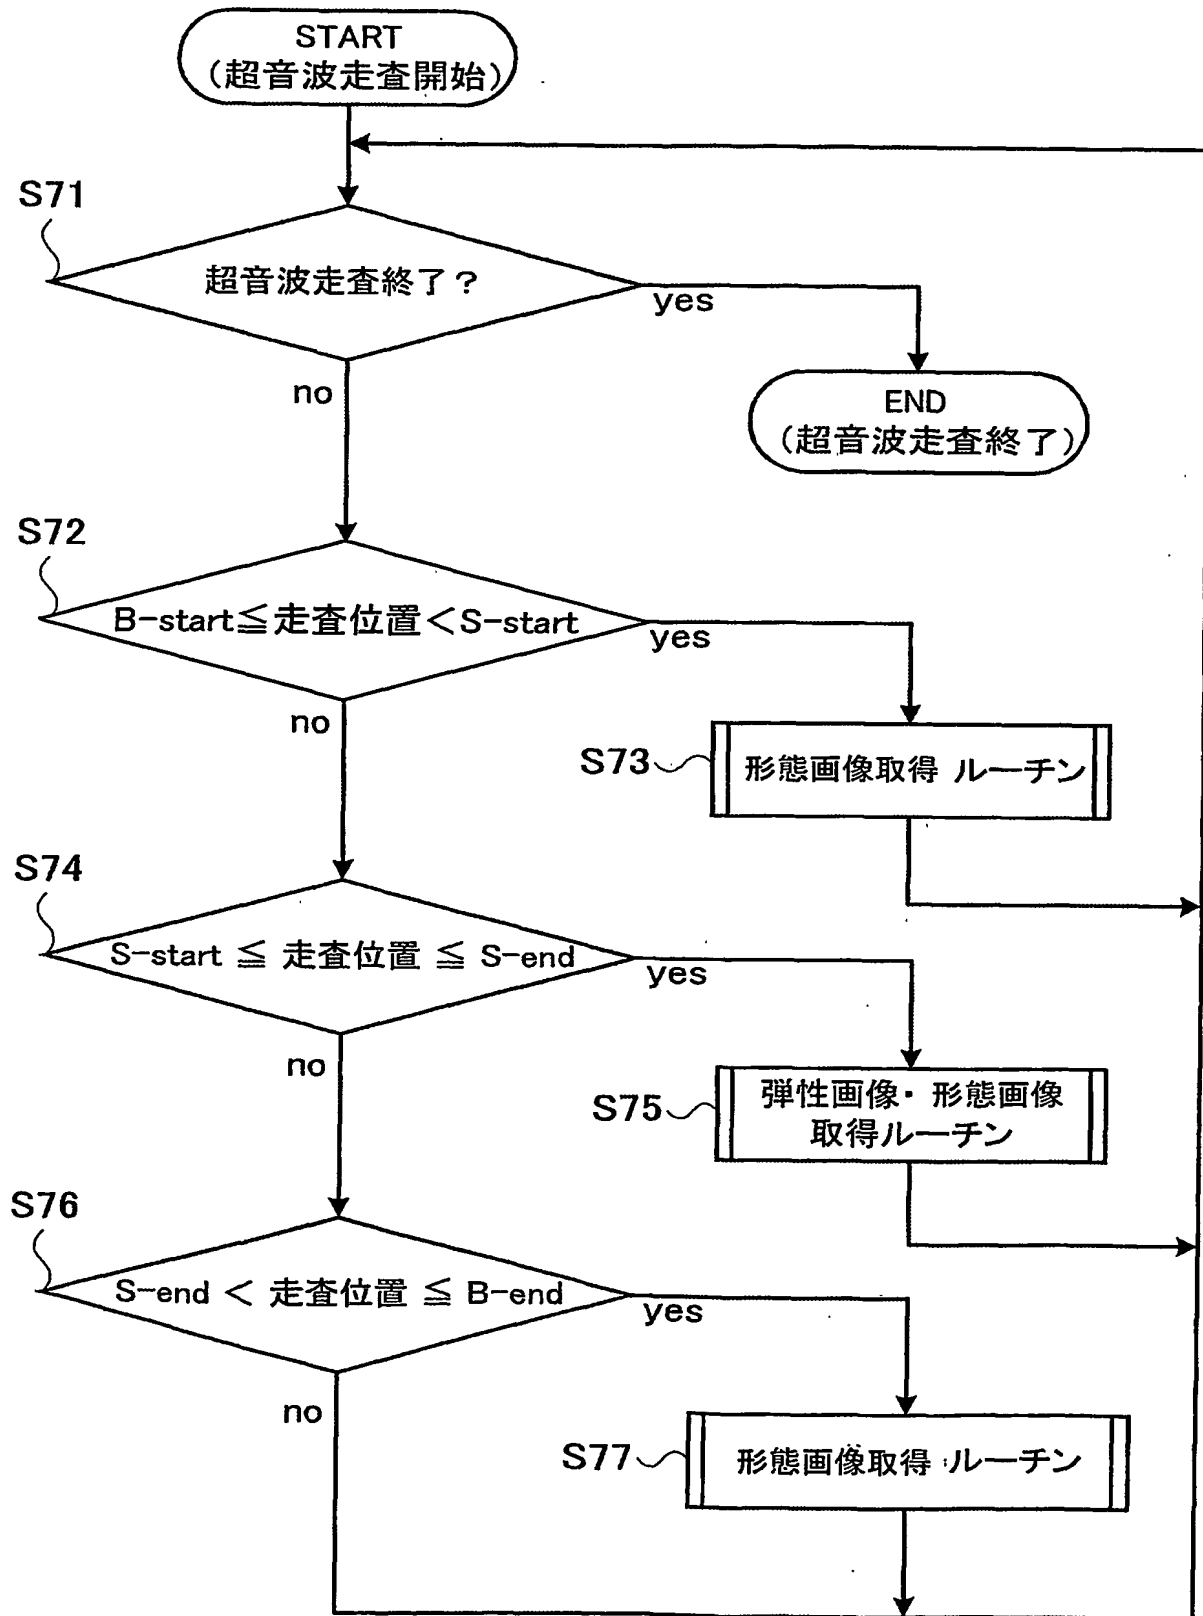 START
(超音波走査開始)
S71
超音波走査終了?
yes
no
END
(超音波走査終了)
S72
B-start≦走査位置<S-start
yes
no
S73
形態画像取得 ルーチン
S74
S-start ≦ 走査位置 ≦ S-end
yes
no
S75
弾性画像・形態画像
取得ルーチン
S76
S-end < 走査位置 ≦ B-end
yes
no
S77
形態画像取得 ルーチン